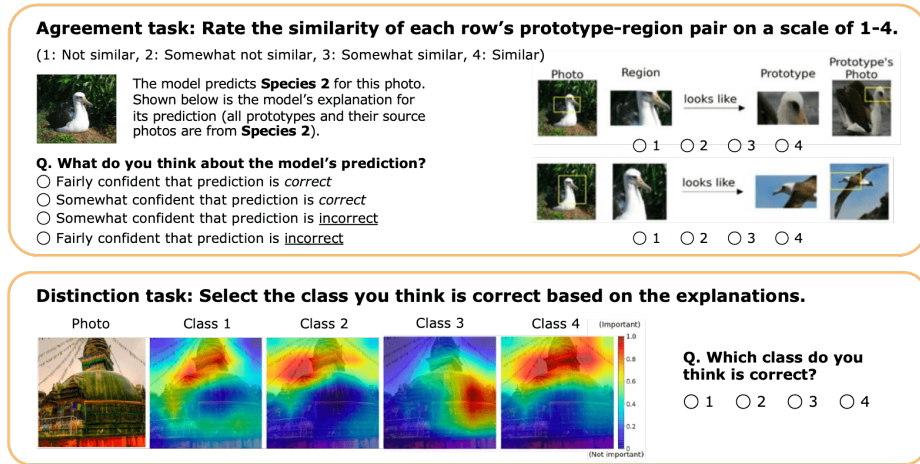 Agreement task: Rate the similarity of each row's prototype-region pair on a scale of 1-4.
(1: Not similar, 2: Somewhat not similar, 3: Somewhat similar, 4: Similar)
The model predicts Species 2 for this photo.
Shown below is the model's explanation for
its prediction (all prototypes and their source
photos are from Species 2).
Q. What do you think about the model's prediction?
Fairly confident that prediction is correct
Somewhat confident that prediction is correct
Somewhat confident that prediction is incorrect
Fairly confident that prediction is incorrect
Photo Region Prototype Prototype's Photo
looks like
1 2 3 4
looks like
1 2 3 4
Distinction task: Select the class you think is correct based on the explanations.
Photo Class 1 Class 2 Class 3 Class 4 (Important)
1.0
0.8
0.6
0.4
0.2
0
(Not important)
Q. Which class do you
think is correct?
1 2 3 4